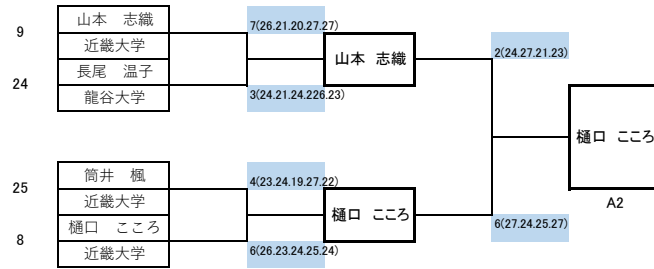 9
山本　志織
近畿大学
7(26.21.20.27.27)
山本　志織
24
長尾　温子
龍谷大学
3(24.21.24.226.23)
2(24.27.21.23)
樋口　こころ
A2
25
筒井　楓
近畿大学
4(23.24.19.27.22)
樋口　こころ
8
樋口　こころ
近畿大学
6(26.23.24.25.24)
6(27.24.25.27)